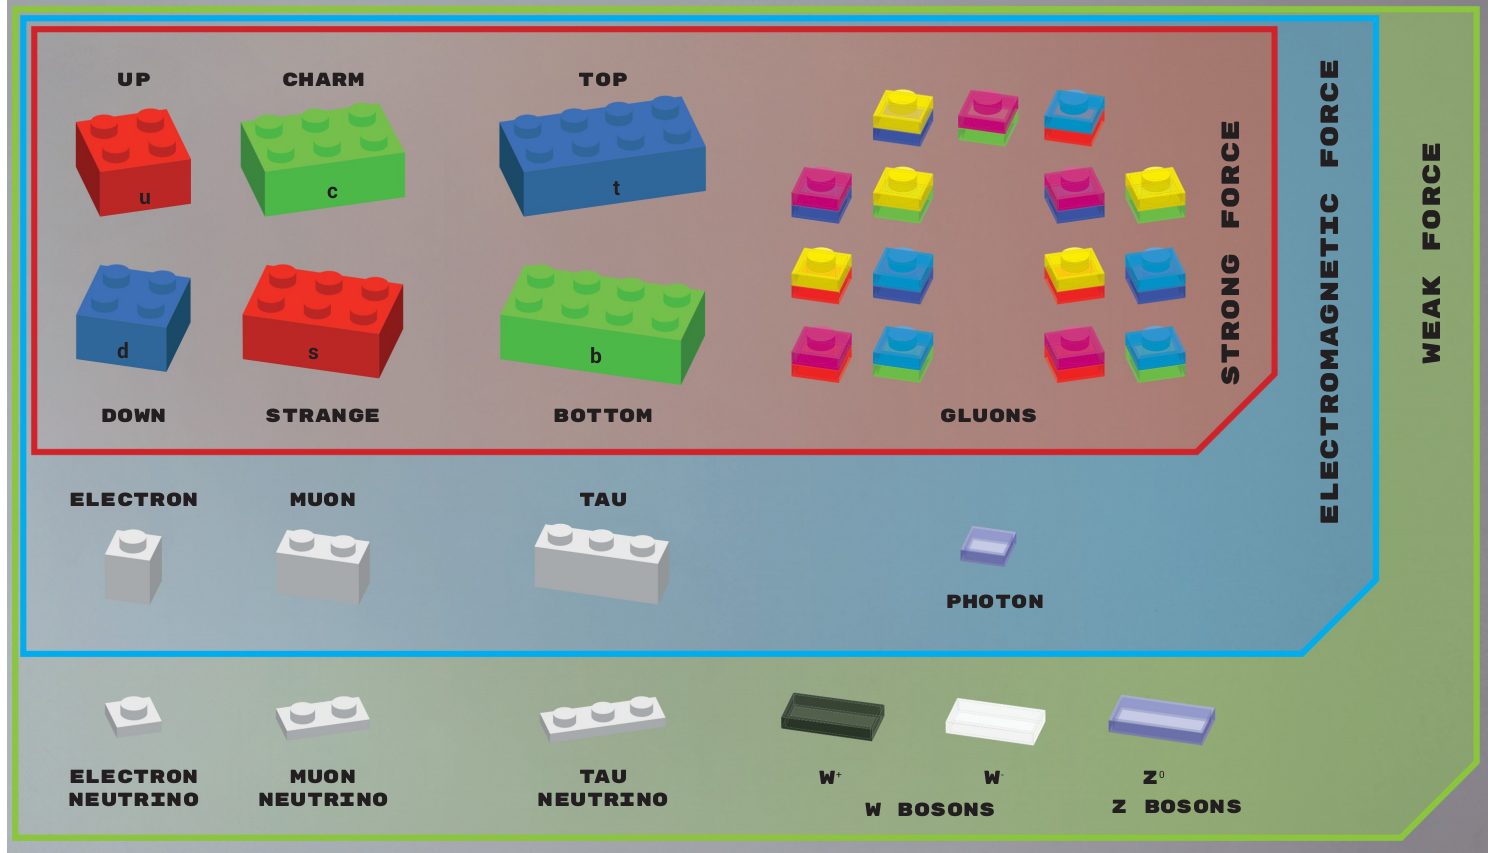 UP
CHARM
TOP
u
c
t
d
s
b
DOWN
STRANGE
BOTTOM
GLUONS
STRONG FORCE
ELECTROMAGNETIC FORCE
WEAK FORCE
ELECTRON
MUON
TAU
PHOTON
ELECTRON
NEUTRINO
MUON
NEUTRINO
TAU
NEUTRINO
W⁺
W⁻
Z⁰
W BOSONS
Z BOSONS